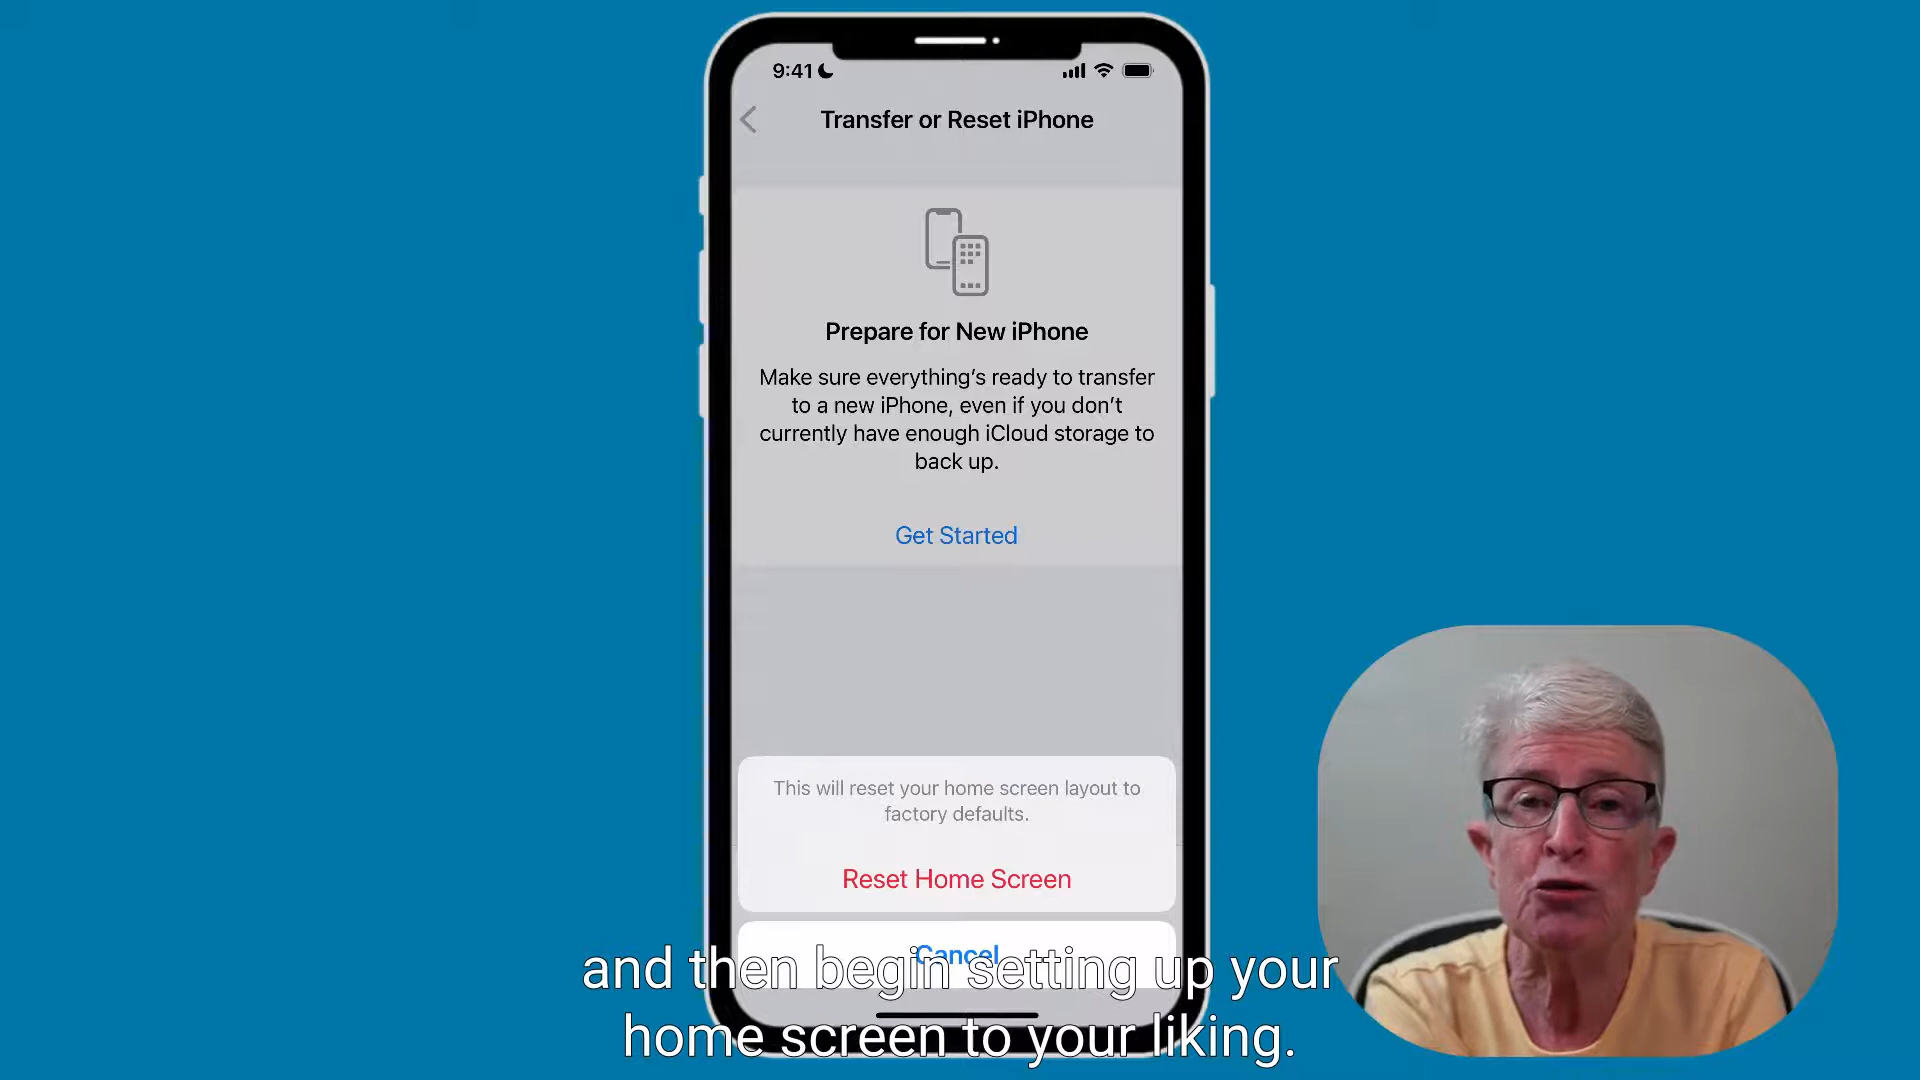 9:41
Transfer or Reset iPhone
Prepare for New iPhone
Make sure everything's ready to transfer
to a new iPhone, even if you don't
currently have enough iCloud storage to
back up.
Get Started
This will reset your home screen layout to
factory defaults.
Reset Home Screen
Cancel
and then begin setting up your
home screen to your liking.